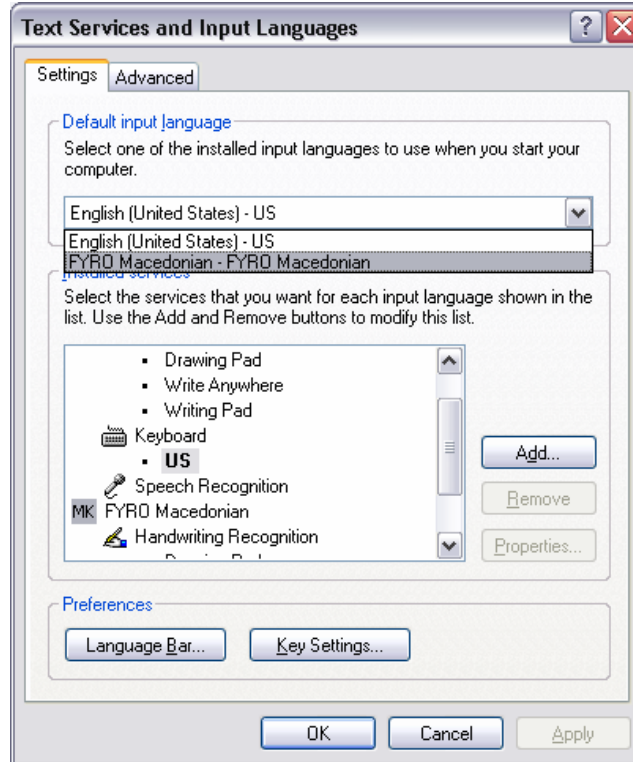 Text Services and Input Languages
Settings
Advanced
Default input language
Select one of the installed input languages to use when you start your
computer.
English (United States) - US
English (United States) - US
FYRO Macedonian - FYRO Macedonian
Installed services
Select the services that you want for each input language shown in the
list. Use the Add and Remove buttons to modify this list.
Drawing Pad
Write Anywhere
Writing Pad
Keyboard
US
Speech Recognition
MK FYRO Macedonian
Handwriting Recognition
Add...
Remove
Properties...
Preferences
Language Bar...
Key Settings...
OK
Cancel
Apply